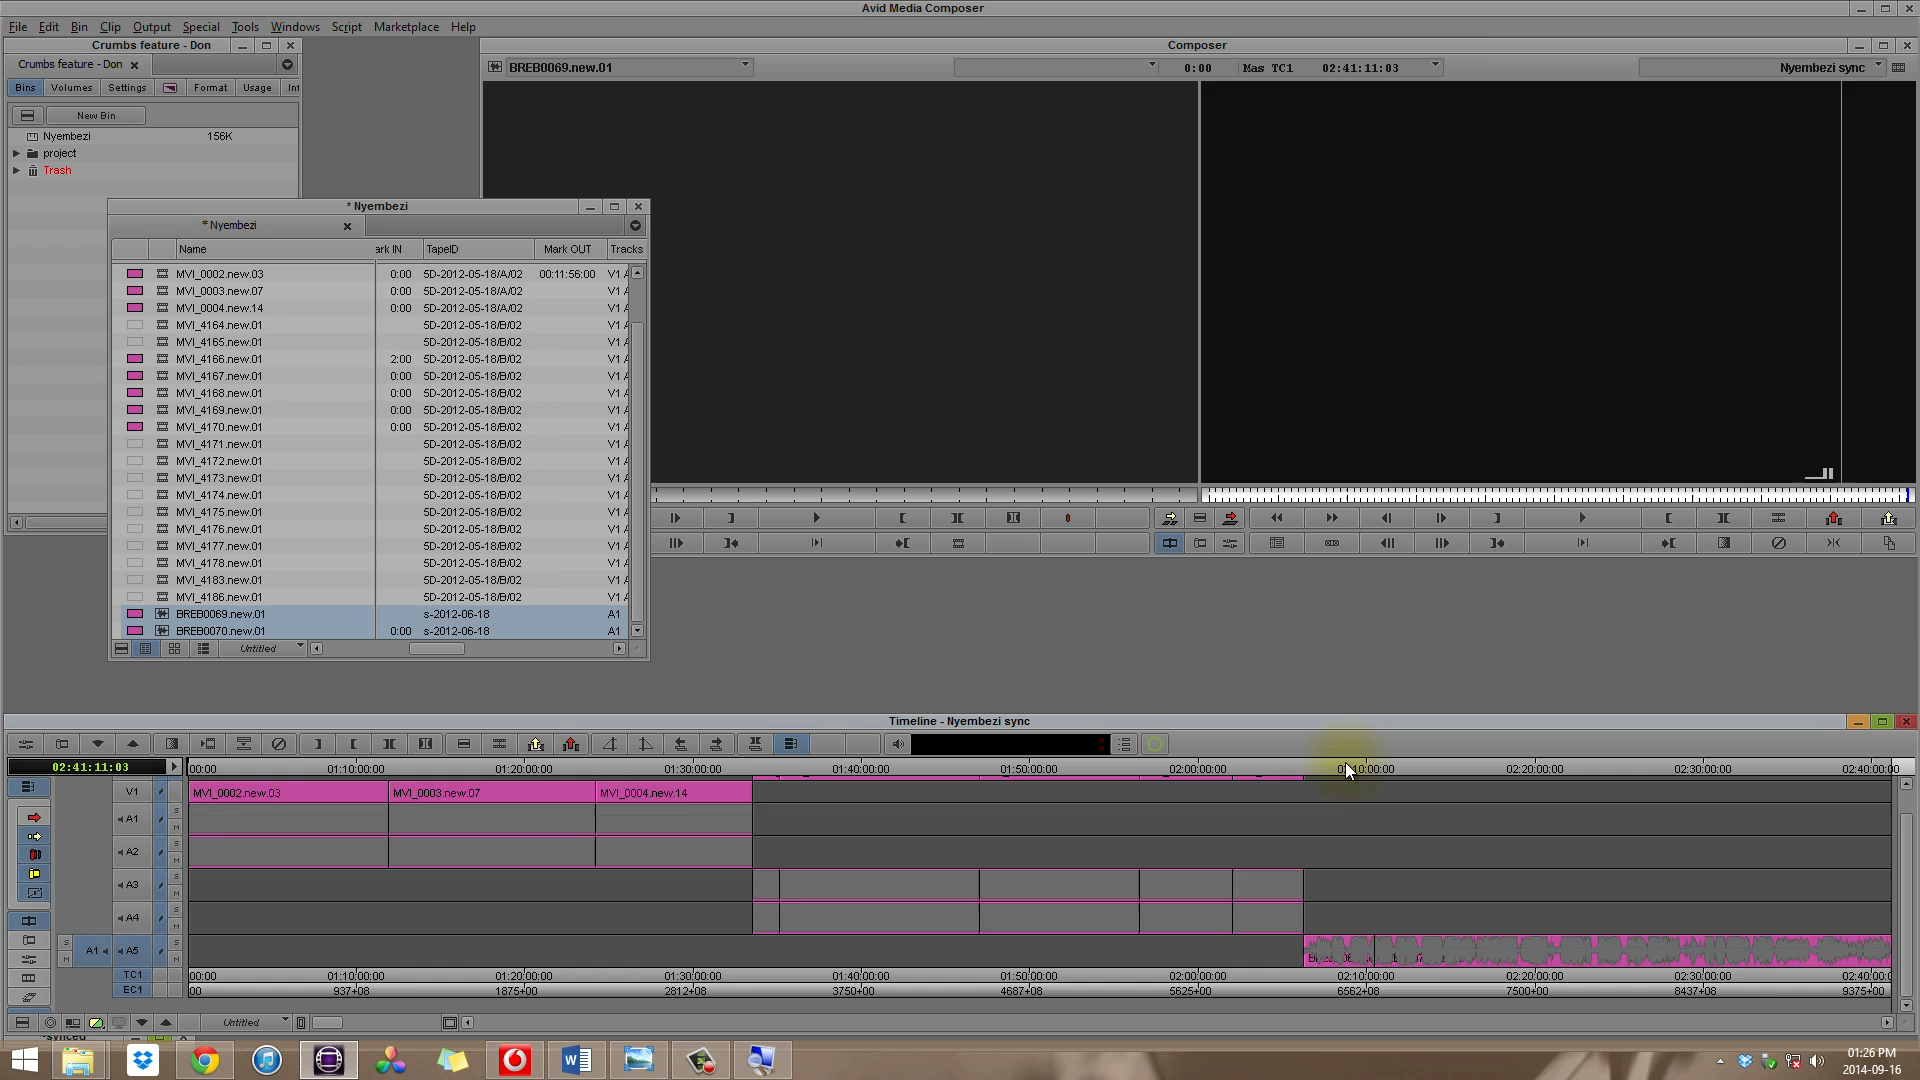 Avid Media Composer
File Edit Bin Clip Output Special Tools Windows Script Marketplace Help
Crumbs feature - Don
Crumbs feature - Don
Bins Volumes Settings Format Usage Int
New Bin
Nyembezi 156K
project
Trash
Composer
BREB0069.new.01 0:00 Mas TC1 02:41:11:03 Nyembezi sync
* Nyembezi
* Nyembezi
Name ark IN TapeID Mark OUT Tracks
MVI_0002.new.03 0:00 5D-2012-05-18/A/02 00:11:56:00 V1 A
MVI_0003.new.07 0:00 5D-2012-05-18/A/02 V1 A
MVI_0004.new.14 0:00 5D-2012-05-18/A/02 V1 A
MVI_4164.new.01 5D-2012-05-18/B/02 V1 A
MVI_4165.new.01 5D-2012-05-18/B/02 V1 A
MVI_4166.new.01 2:00 5D-2012-05-18/B/02 V1 A
MVI_4167.new.01 0:00 5D-2012-05-18/B/02 V1 A
MVI_4168.new.01 0:00 5D-2012-05-18/B/02 V1 A
MVI_4169.new.01 0:00 5D-2012-05-18/B/02 V1 A
MVI_4170.new.01 0:00 5D-2012-05-18/B/02 V1 A
MVI_4171.new.01 5D-2012-05-18/B/02 V1 A
MVI_4172.new.01 5D-2012-05-18/B/02 V1 A
MVI_4173.new.01 5D-2012-05-18/B/02 V1 A
MVI_4174.new.01 5D-2012-05-18/B/02 V1 A
MVI_4175.new.01 5D-2012-05-18/B/02 V1 A
MVI_4176.new.01 5D-2012-05-18/B/02 V1 A
MVI_4177.new.01 5D-2012-05-18/B/02 V1 A
MVI_4178.new.01 5D-2012-05-18/B/02 V1 A
MVI_4183.new.01 5D-2012-05-18/B/02 V1 A
MVI_4186.new.01 5D-2012-05-18/B/02 V1 A
BREB0069.new.01 s-2012-06-18 A1
BREB0070.new.01 0:00 s-2012-06-18 A1
Untitled
Timeline - Nyembezi sync
02:41:11:03 00:00 01:10:00:00 01:20:00:00 01:30:00:00 01:40:00:00 01:50:00:00 02:00:00:00 02:10:00:00 02:20:00:00 02:30:00:00 02:40:00:00
V1 MVI_0002.new.03 MVI_0003.new.07 MVI_0004.new.14
A1 S M
A2 S M
A3 S M
A4 S M
S M A1 A5 S M
TC1 00:00 01:10:00:00 01:20:00:00 01:30:00:00 01:40:00:00 01:50:00:00 02:00:00:00 02:10:00:00 02:20:00:00 02:30:00:00 02:40:00:0
EC1 00 937+08 1875+00 2812+08 3750+00 4687+08 5625+00 6562+08 7500+00 8437+08 9375+00
Untitled
synced
01:26 PM
2014-09-16